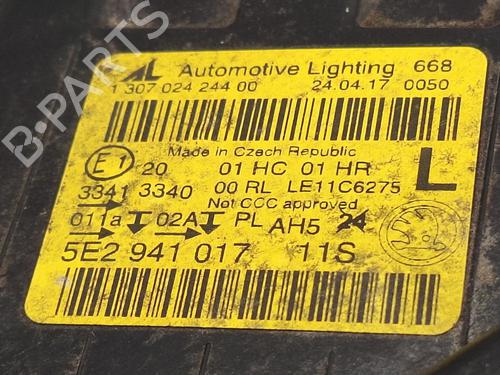 AL Automotive Lighting 668
1 307 024 244 00 24.04.17 0050
Made in Czech Republic
E1 20 01 HC 01 HR
3341 3340 00 RL LE11C6275 L
Not CCC approved
011a 02A PL AH5 24
5E2 941 017 11S
B-PARTS